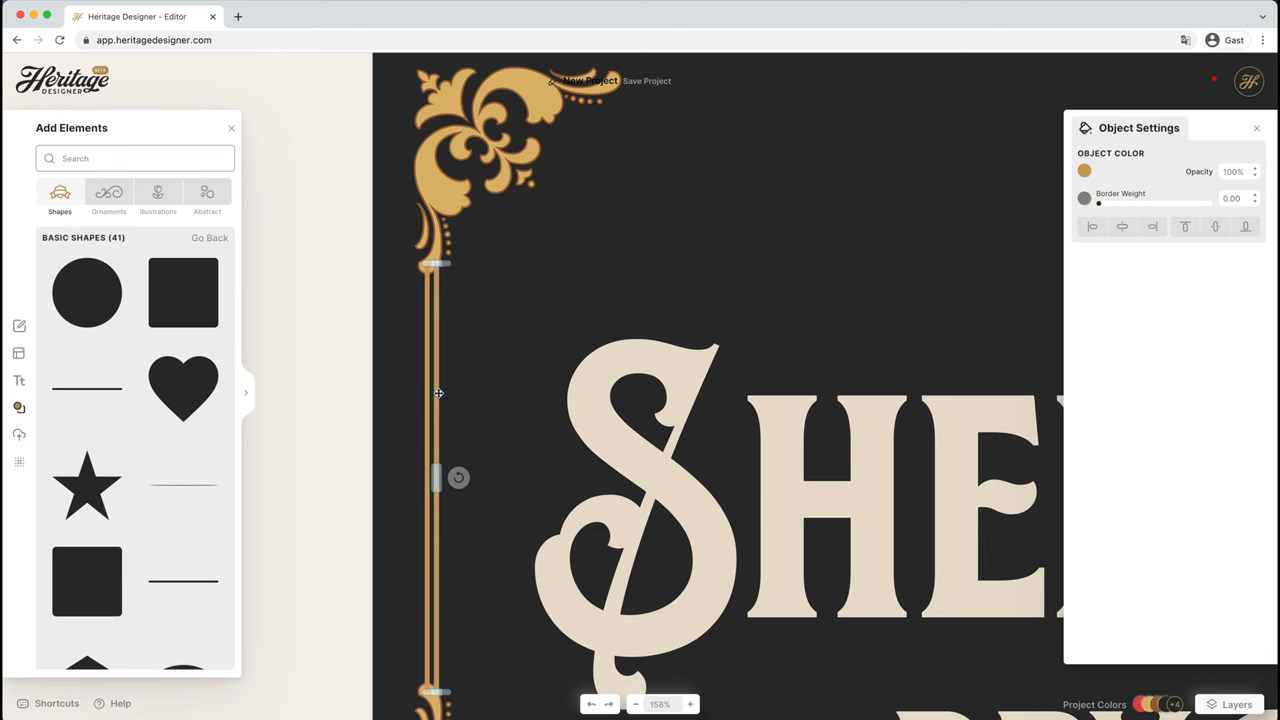 Heritage Designer - Editor
app.heritagedesigner.com
Gast
Heritage
BETA
DESIGNER
New Project Save Project
Add Elements
Search
Shapes Ornaments Illustrations Abstract
BASIC SHAPES (41) Go Back
Tt
Object Settings
OBJECT COLOR
Opacity 100%
Border Weight
0.00
SHE
Shortcuts Help
158%
Project Colors +4 Layers